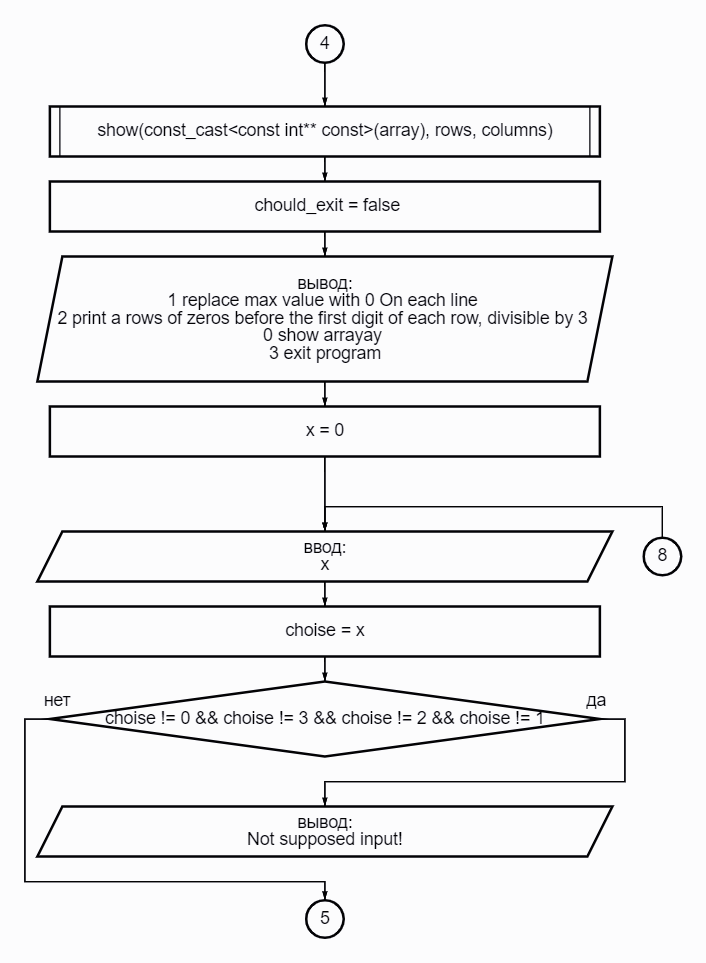 4
show(const_cast<const int** const>(array), rows, columns)
chould_exit = false
вывод:
1 replace max value with 0 On each line
2 print a rows of zeros before the first digit of each row, divisible by 3
0 show arrayay
3 exit program
x = 0
ввод:
x
8
choise = x
нет
да
choise != 0 && choise != 3 && choise != 2 && choise != 1
вывод:
Not supposed input!
5